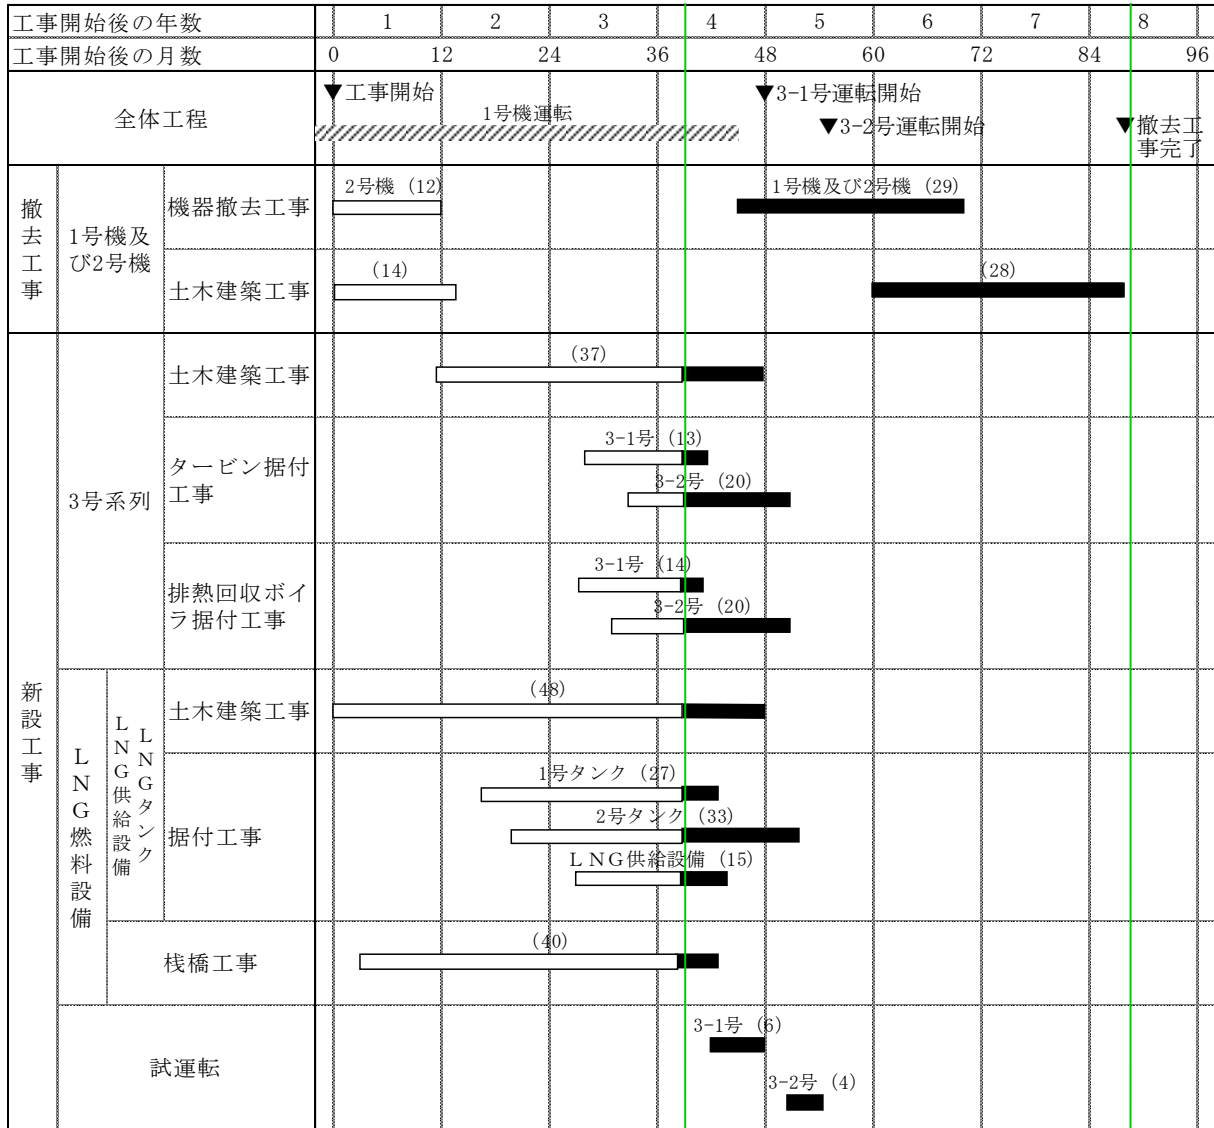 工事開始後の年数 1 2 3 4 5 6 7 8
工事開始後の月数 0 12 24 36 48 60 72 84 96
全体工程
▼工事開始
1号機運転
▼3-1号運転開始
▼3-2号運転開始
▼撤去工
事完了
撤去工事
1号機及
び2号機
機器撤去工事
2号機 (12)
1号機及び2号機 (29)
土木建築工事
(14)
(28)
新設工事
3号系列
土木建築工事
(37)
タービン据付
工事
3-1号 (13)
3-2号 (20)
排熱回収ボイ
ラ据付工事
3-1号 (14)
3-2号 (20)
LNG燃料設備
LNGタンク
LNG供給設備
土木建築工事
(48)
据付工事
1号タンク (27)
2号タンク (33)
LNG供給設備 (15)
桟橋工事
(40)
試運転
3-1号 (6)
3-2号 (4)